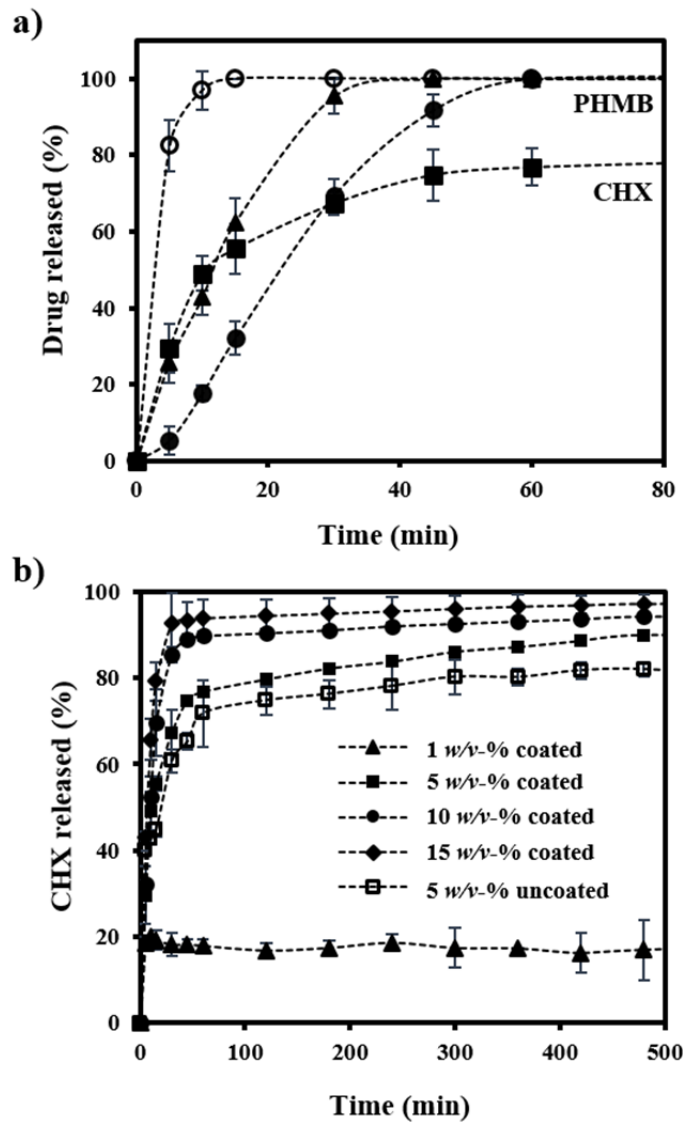 a)
Drug released (%)
100
80
60
40
20
0
PHMB
CHX
0 20 40 60 80
Time (min)
b)
CHX released (%)
100
80
60
40
20
0
1 w/v-% coated
5 w/v-% coated
10 w/v-% coated
15 w/v-% coated
5 w/v-% uncoated
0 100 200 300 400 500
Time (min)